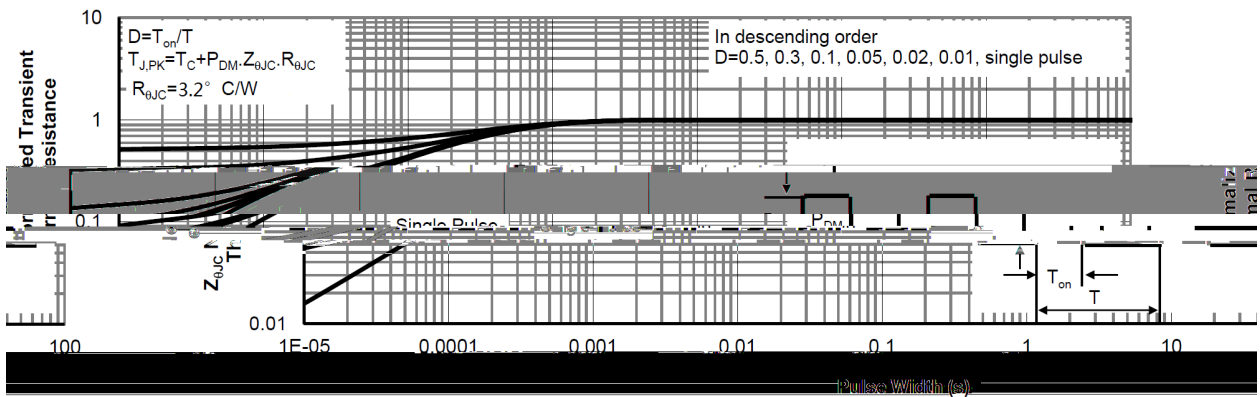 10
D=Ton/T
TJ,PK=TC+PDM.ZθJC.RθJC
RθJC=3.2° C/W
In descending order
D=0.5, 0.3, 0.1, 0.05, 0.02, 0.01, single pulse
1
0.1
Single Pulse
PDM
ZθJC
Ton
T
0.01
100
1E-05
0.0001
0.001
0.01
0.1
1
10
Pulse Width (s)